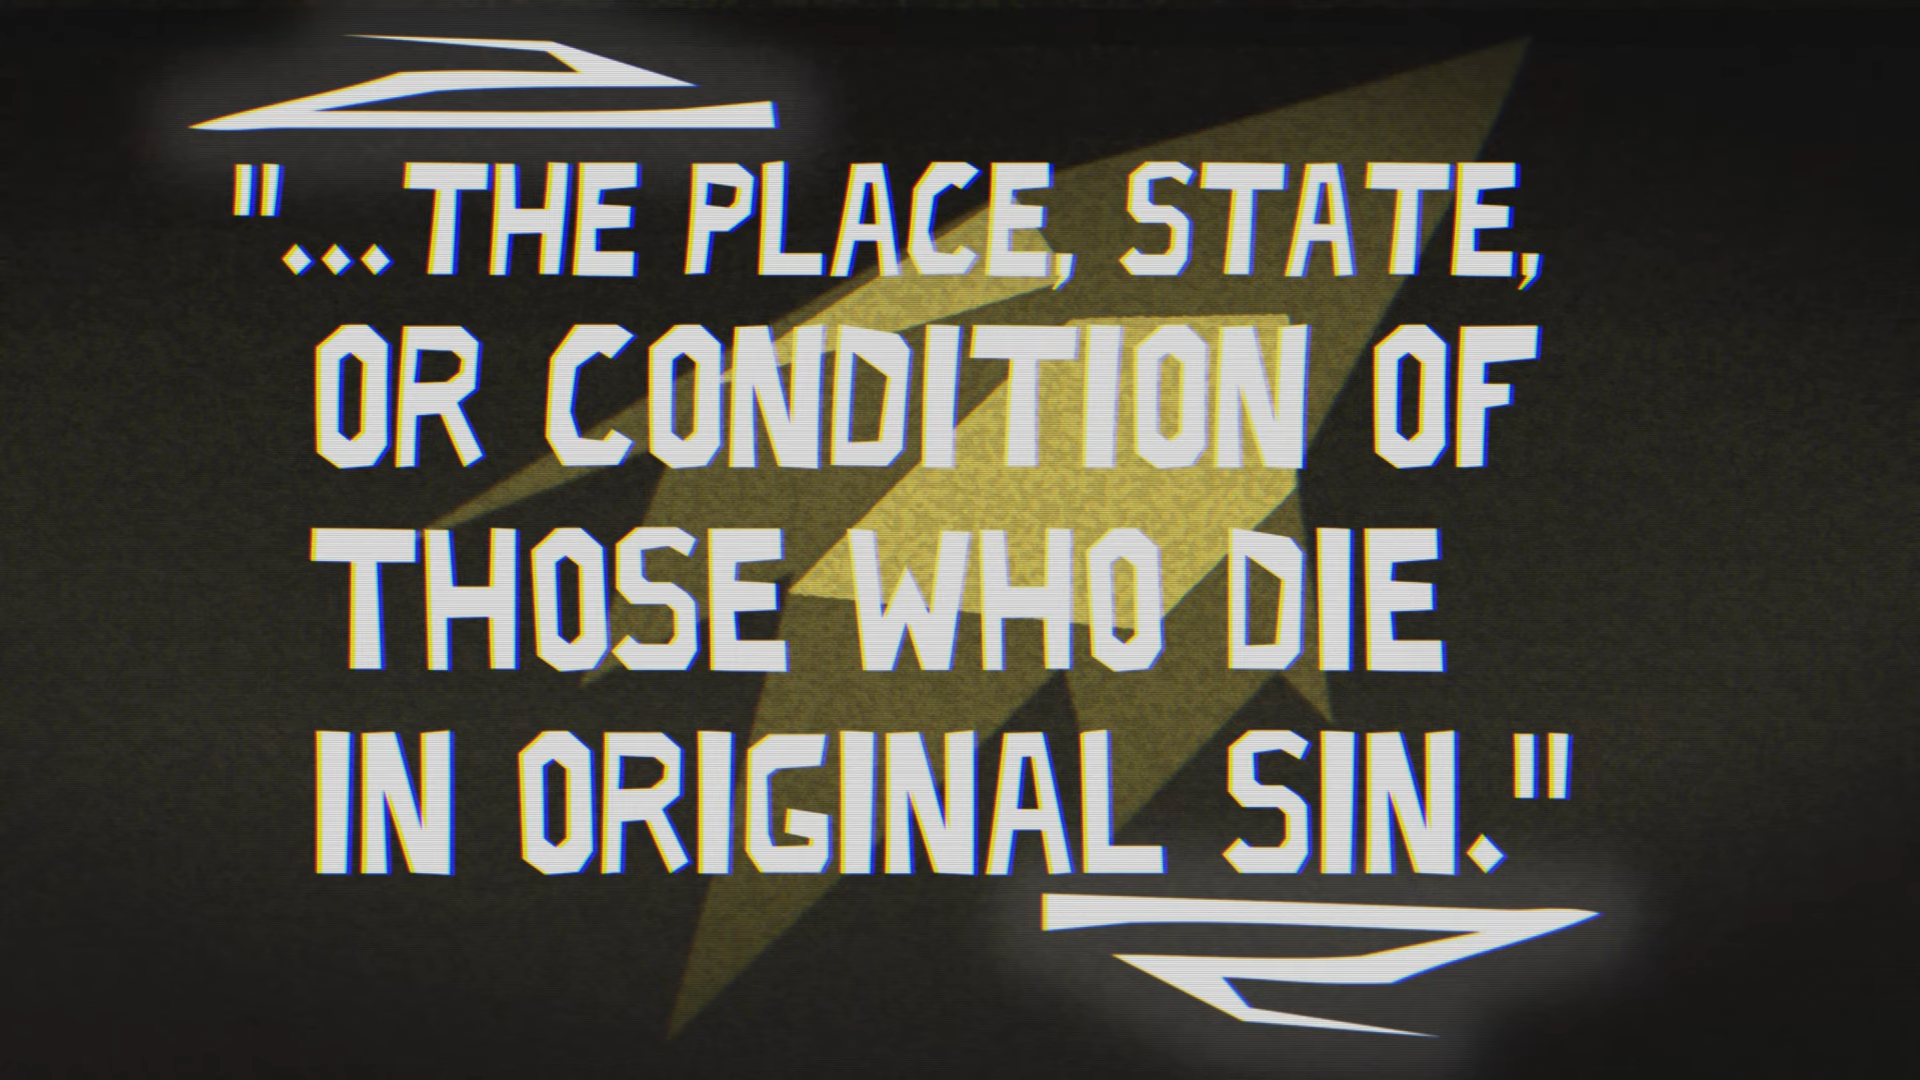 "...THE PLACE, STATE,
OR CONDITION OF
THOSE WHO DIE
IN ORIGINAL SIN."